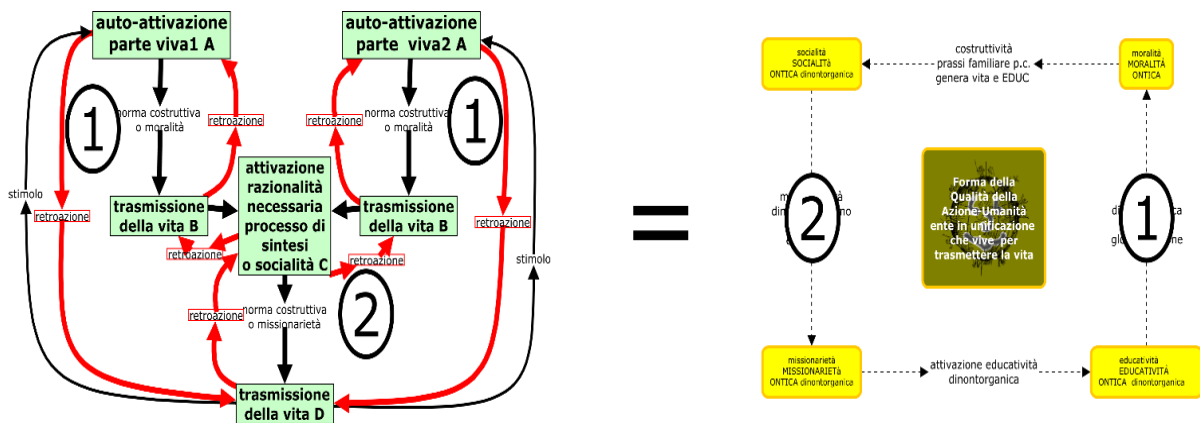 auto-attivazione
parte viva1 A
auto-attivazione
parte viva2 A
1
norma costruttiva
o moralità
retroazione
retroazione
norma costruttiva
o moralità
1
attivazione
razionalità
necessaria
processo di
sintesi
o socialità C
stimolo
retroazione
trasmissione
della vita B
trasmissione
della vita B
retroazione
stimolo
retroazione
retroazione
retroazione
norma costruttiva
o missionarietà
2
trasmissione
della vita D
=
socialità
SOCIALITà
ONTICA dinontorganica
costruttività
prassi familiare p.c.
genera vita e EDUC
moralità
MORALITÀ
ONTICA
2
Forma della
Qualità della
Azione-Umanità
ente in unificazione
che vive per
trasmettere la vita
1
missionarietà
MISSIONARIETà
ONTICA dinontorganica
attivazione educatività
dinontorganica
educatività
EDUCATIVITÀ
ONTICA dinontorganica